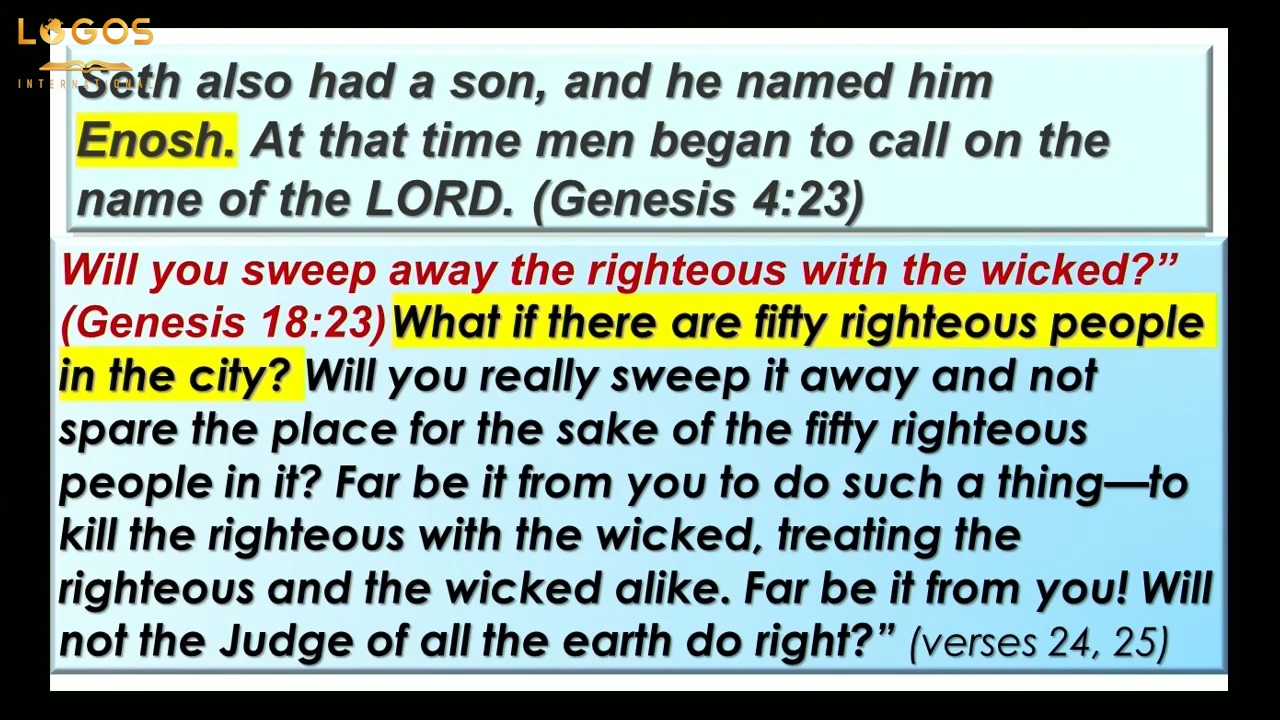 LOGOS
INTERNATIONAL
Seth also had a son, and he named him
Enosh. At that time men began to call on the
name of the LORD. (Genesis 4:23)
Will you sweep away the righteous with the wicked?”
(Genesis 18:23) What if there are fifty righteous people
in the city? Will you really sweep it away and not
spare the place for the sake of the fifty righteous
people in it? Far be it from you to do such a thing—to
kill the righteous with the wicked, treating the
righteous and the wicked alike. Far be it from you! Will
not the Judge of all the earth do right?” (verses 24, 25)